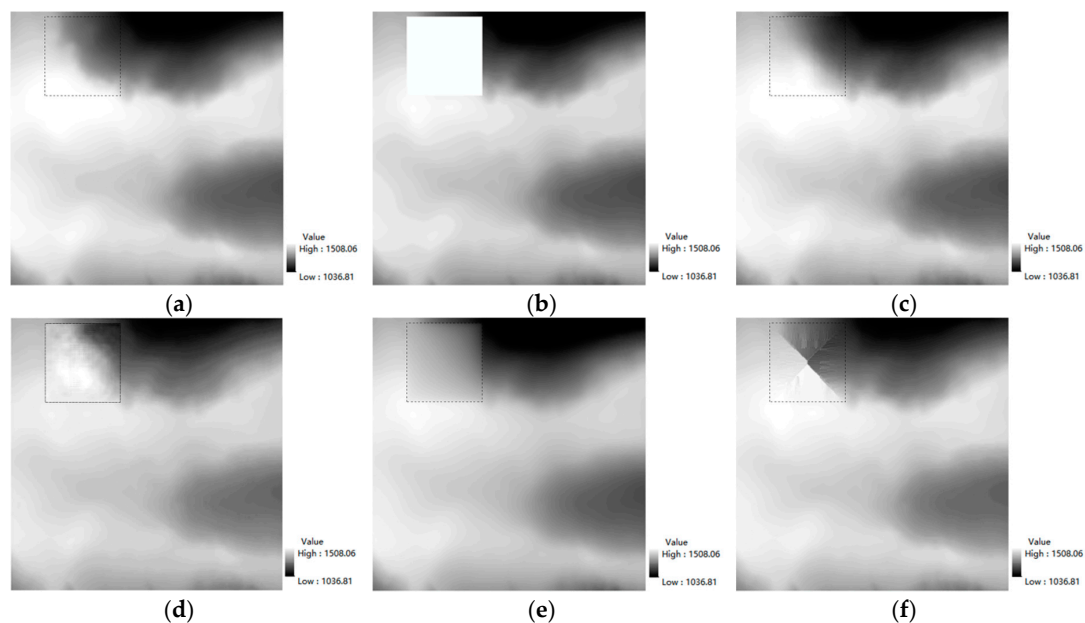 Value
High : 1508.06
Low : 1036.81
Value
High : 1508.06
Low : 1036.81
Value
High : 1508.06
Low : 1036.81
(a)
(b)
(c)
Value
High : 1508.06
Low : 1036.81
Value
High : 1508.06
Low : 1036.81
Value
High : 1508.06
Low : 1036.81
(d)
(e)
(f)